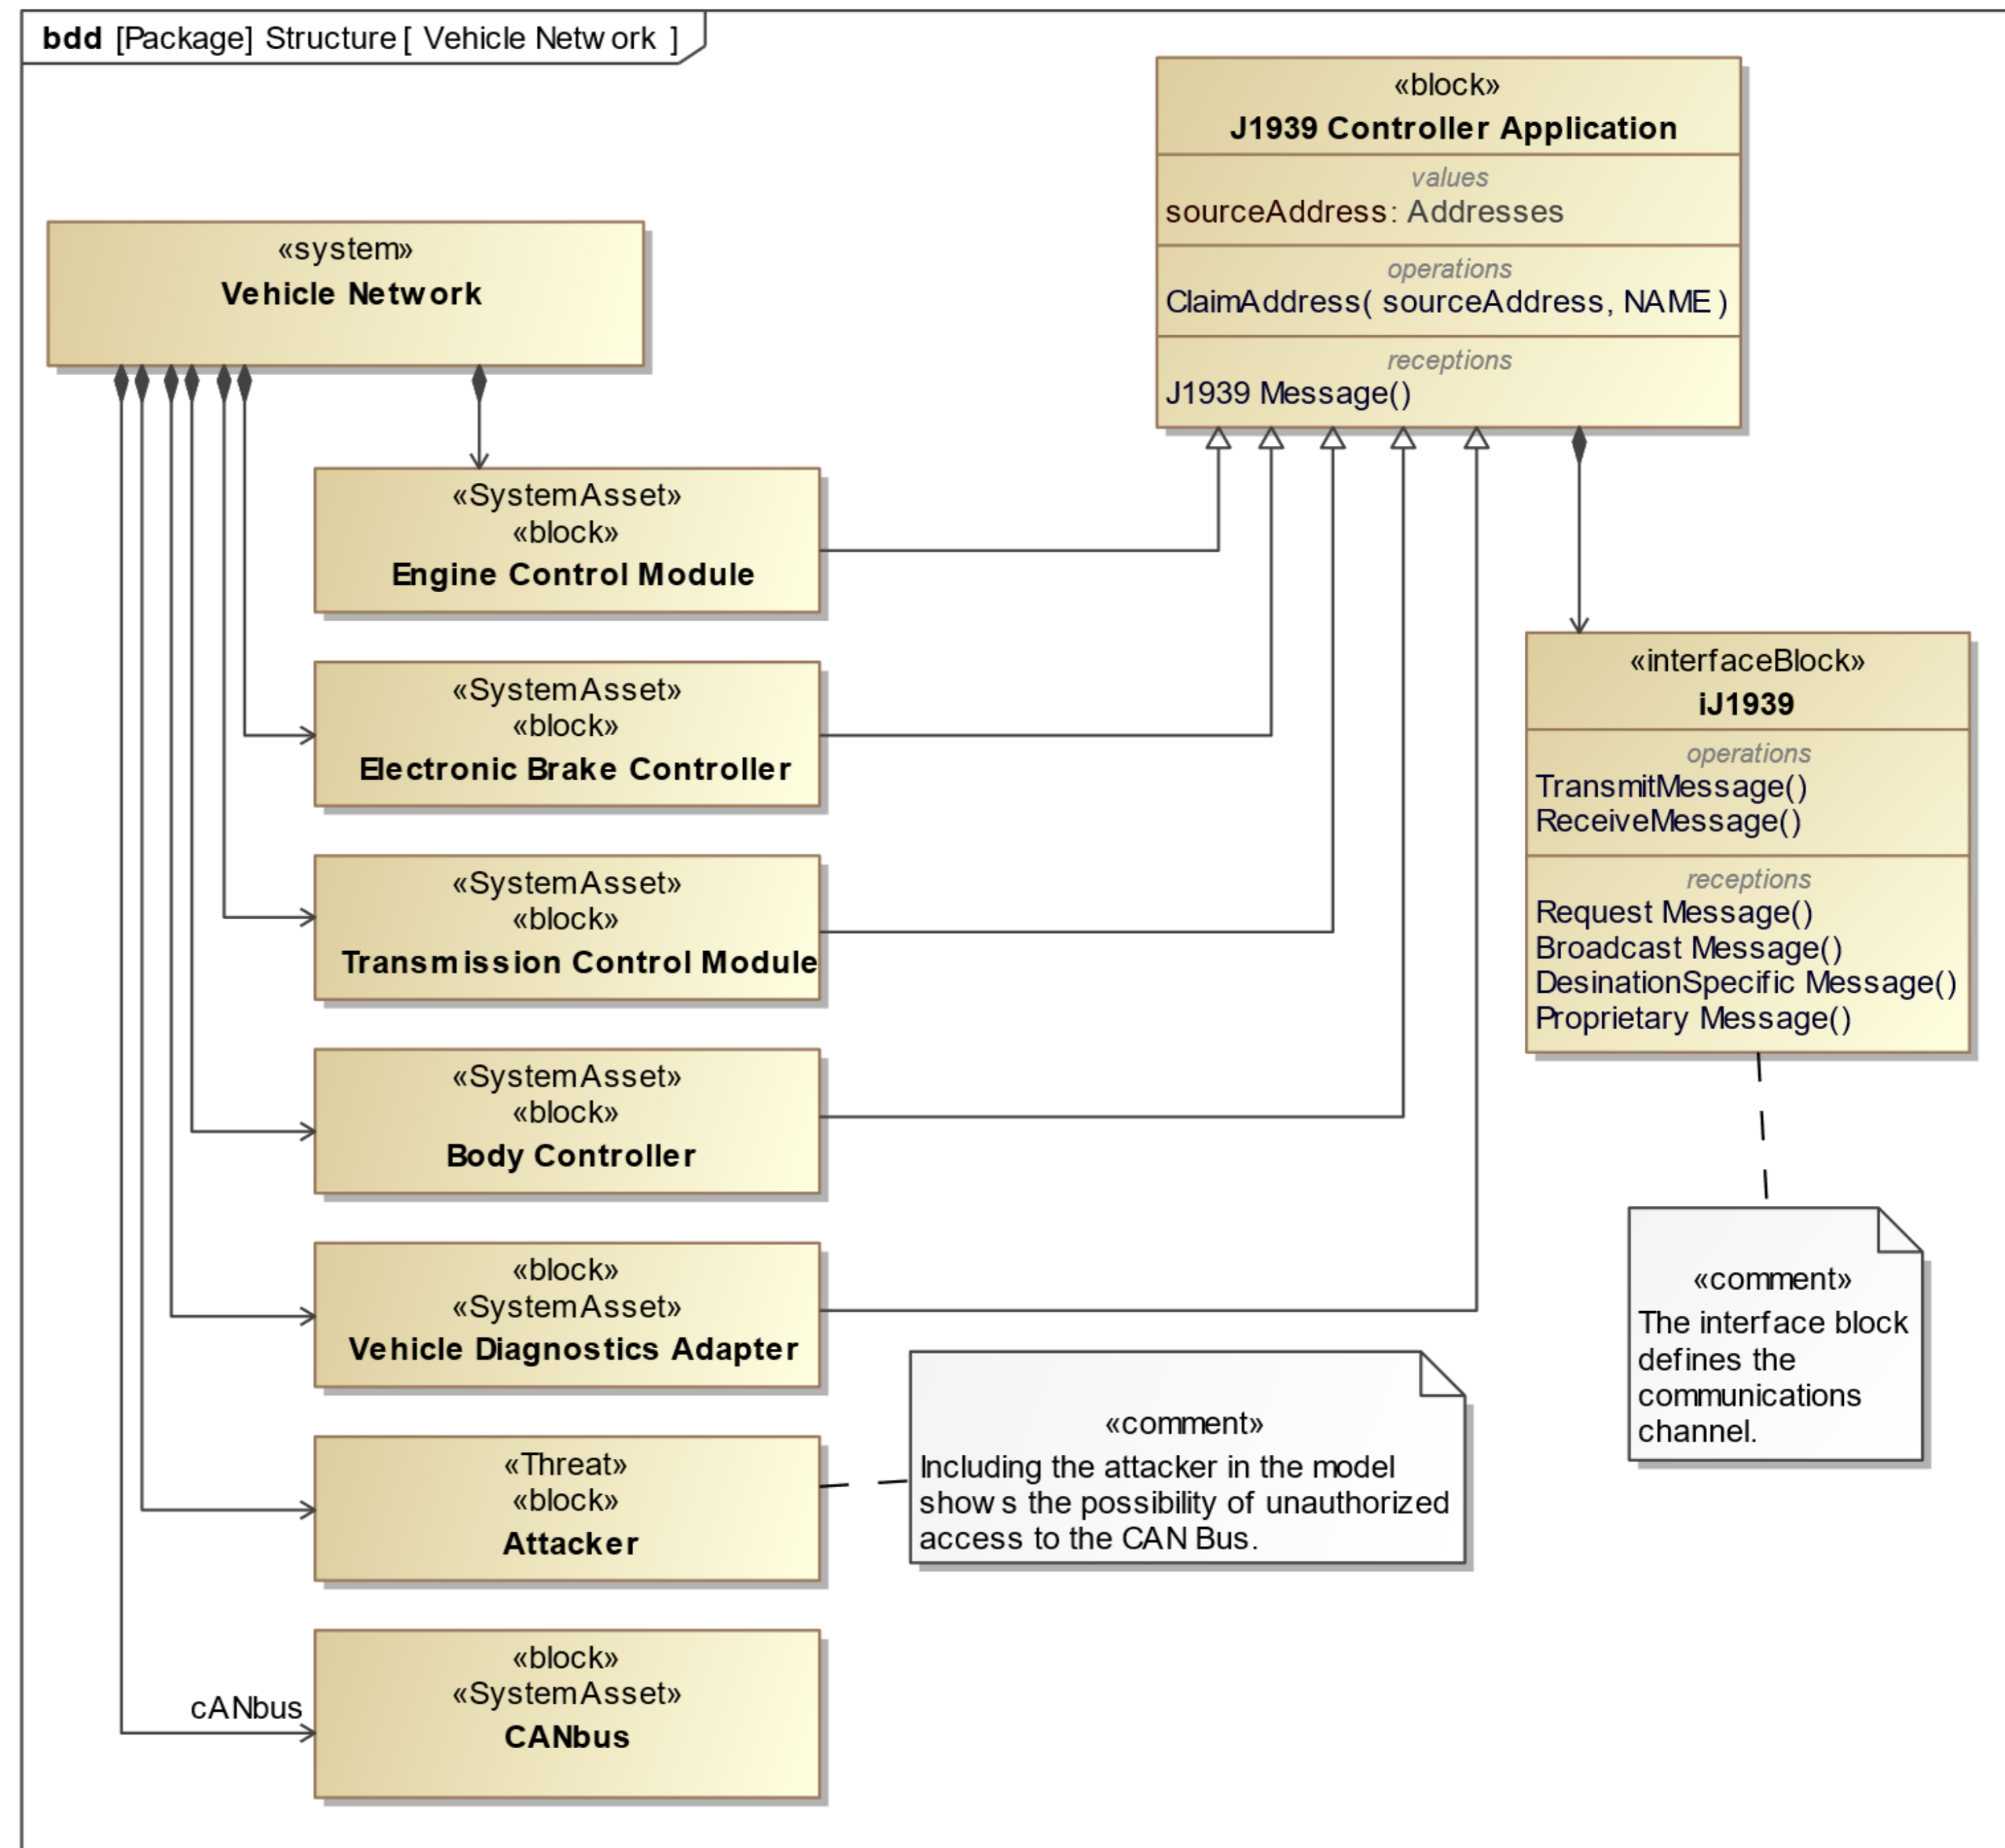 bdd [Package] Structure [ Vehicle Network ]
«block»
J1939 Controller Application
values
sourceAddress: Addresses
operations
ClaimAddress( sourceAddress, NAME )
receptions
J1939 Message()
«system»
Vehicle Network
«SystemAsset»
«block»
Engine Control Module
«SystemAsset»
«block»
Electronic Brake Controller
«SystemAsset»
«block»
Transmission Control Module
«SystemAsset»
«block»
Body Controller
«block»
«SystemAsset»
Vehicle Diagnostics Adapter
«Threat»
«block»
Attacker
cANbus
«block»
«SystemAsset»
CANbus
«interfaceBlock»
iJ1939
operations
TransmitMessage()
ReceiveMessage()
receptions
Request Message()
Broadcast Message()
DesinationSpecific Message()
Proprietary Message()
«comment»
The interface block
defines the
communications
channel.
«comment»
Including the attacker in the model
shows the possibility of unauthorized
access to the CAN Bus.